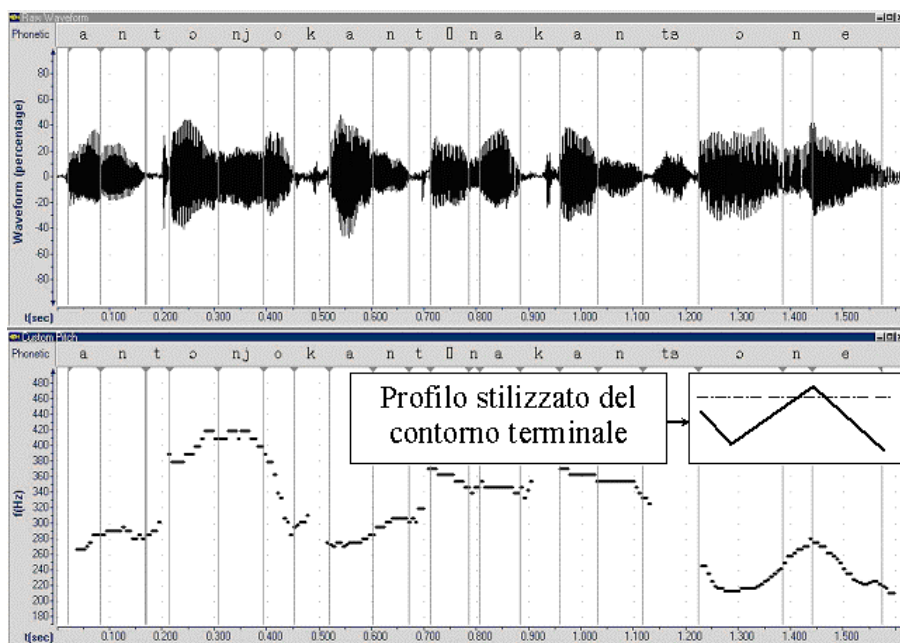 Raw Waveform
Phonetic a n t ɔ nj o k a n t 𝼀 n a k a n ts ɔ n e
Waveform (percentage)
80
60
40
20
0
-20
-40
-60
-80
t(sec) 0.100 0.200 0.300 0.400 0.500 0.600 0.700 0.800 0.900 1.000 1.100 1.200 1.300 1.400 1.500
Custom Pitch
Phonetic a n t ɔ nj o k a n t n a k a n ts ɔ n e
f(Hz)
480
460
440
420
400
380
360
340
320
300
280
260
240
220
200
180
Profilo stilizzato del
contorno terminale
t(sec) 0.100 0.200 0.300 0.400 0.500 0.600 0.700 0.800 0.900 1.000 1.100 1.200 1.300 1.400 1.500